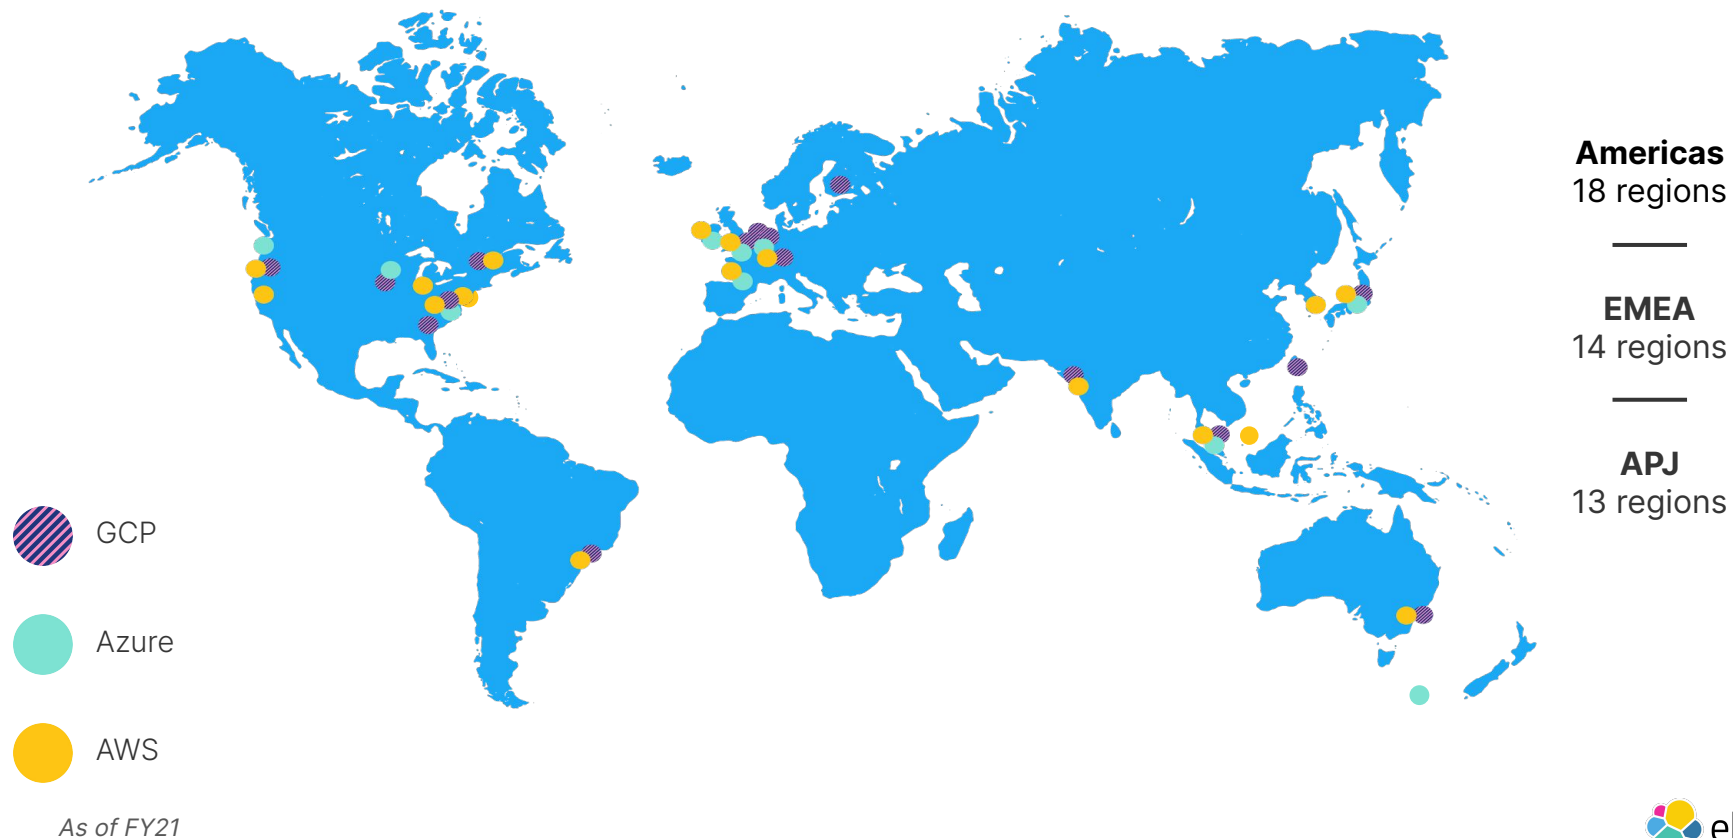 Americas
18 regions
EMEA
14 regions
APJ
13 regions
GCP
Azure
AWS
As of FY21